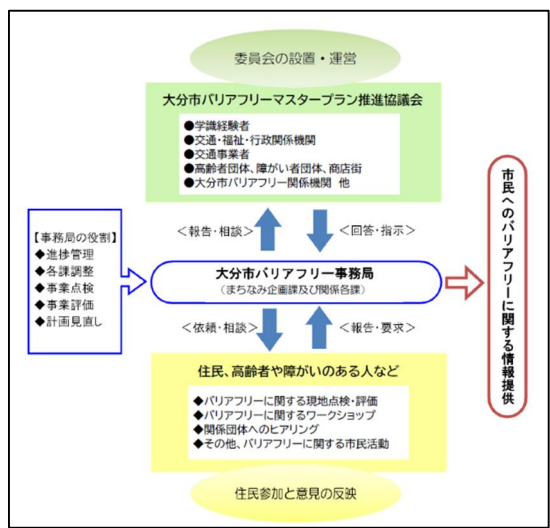 委員会の設置・運営
大分市バリアフリーマスタープラン推進協議会
●学識経験者
●交通・福祉・行政関係機関
●交通事業者
●高齢者団体、障がい者団体、商店街
●大分市バリアフリー関係機関 他
＜報告・相談＞
＜回答・指示＞
【事務局の役割】
◆進捗管理
◆各課調整
◆事業点検
◆事業評価
◆計画見直し
大分市バリアフリー事務局
（まちなみ企画課及び関係各課）
市民へのバリアフリーに関する情報提供
＜依頼・相談＞
＜報告・要求＞
住民、高齢者や障がいのある人など
◆バリアフリーに関する現地点検・評価
◆バリアフリーに関するワークショップ
◆関係団体へのヒアリング
◆その他、バリアフリーに関する市民活動
住民参加と意見の反映